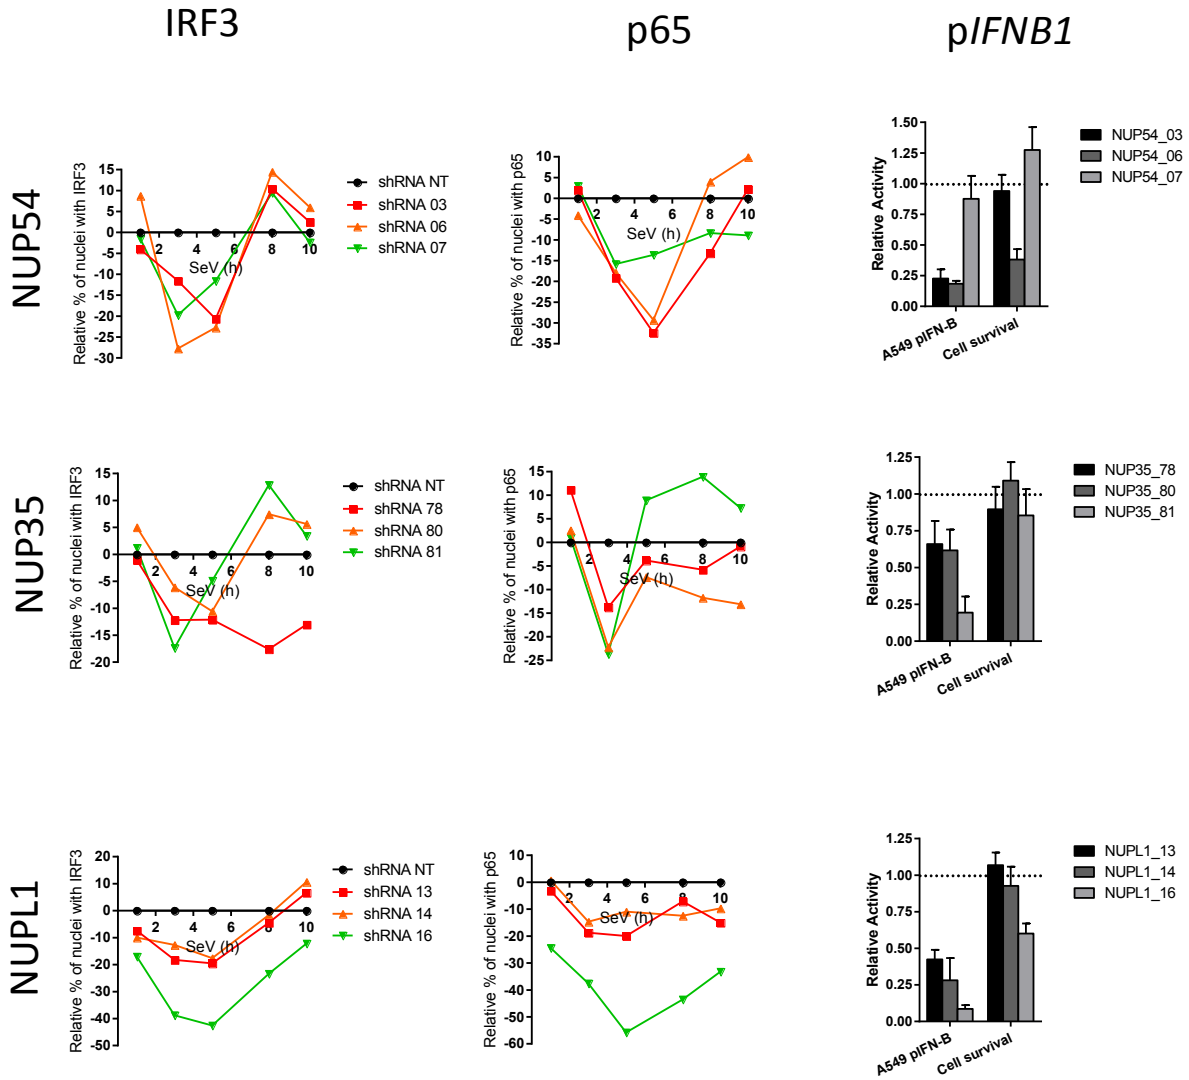 IRF3
p65
pIFNB1
NUP54
Relative % of nuclei with IRF3
15
10
5
0
-5
-10
-15
-20
-25
-30
2 4 6 8 10
SeV (h)
shRNA NT
shRNA 03
shRNA 06
shRNA 07
Relative % of nuclei with p65
10
5
0
-5
-10
-15
-20
-25
-30
-35
2 4 6 8 10
SeV (h)
Relative Activity
1.50
1.25
1.00
0.75
0.50
0.25
0.00
A549 pIFN-B
Cell survival
NUP54_03
NUP54_06
NUP54_07
NUP35
Relative % of nuclei with IRF3
15
10
5
0
-5
-10
-15
-20
2 4 6 8 10
SeV (h)
shRNA NT
shRNA 78
shRNA 80
shRNA 81
Relative % of nuclei with p65
15
10
5
0
-5
-10
-15
-20
-25
2 4 6 8 10
SeV (h)
Relative Activity
1.25
1.00
0.75
0.50
0.25
0.00
A549 pIFN-B
Cell survival
NUP35_78
NUP35_80
NUP35_81
NUPL1
Relative % of nuclei with IRF3
20
10
0
-10
-20
-30
-40
-50
2 4 6 8 10
SeV (h)
shRNA NT
shRNA 13
shRNA 14
shRNA 16
Relative % of nuclei with p65
10
0
-10
-20
-30
-40
-50
-60
2 4 6 8 10
SeV (h)
Relative Activity
1.25
1.00
0.75
0.50
0.25
0.00
A549 pIFN-B
Cell survival
NUPL1_13
NUPL1_14
NUPL1_16